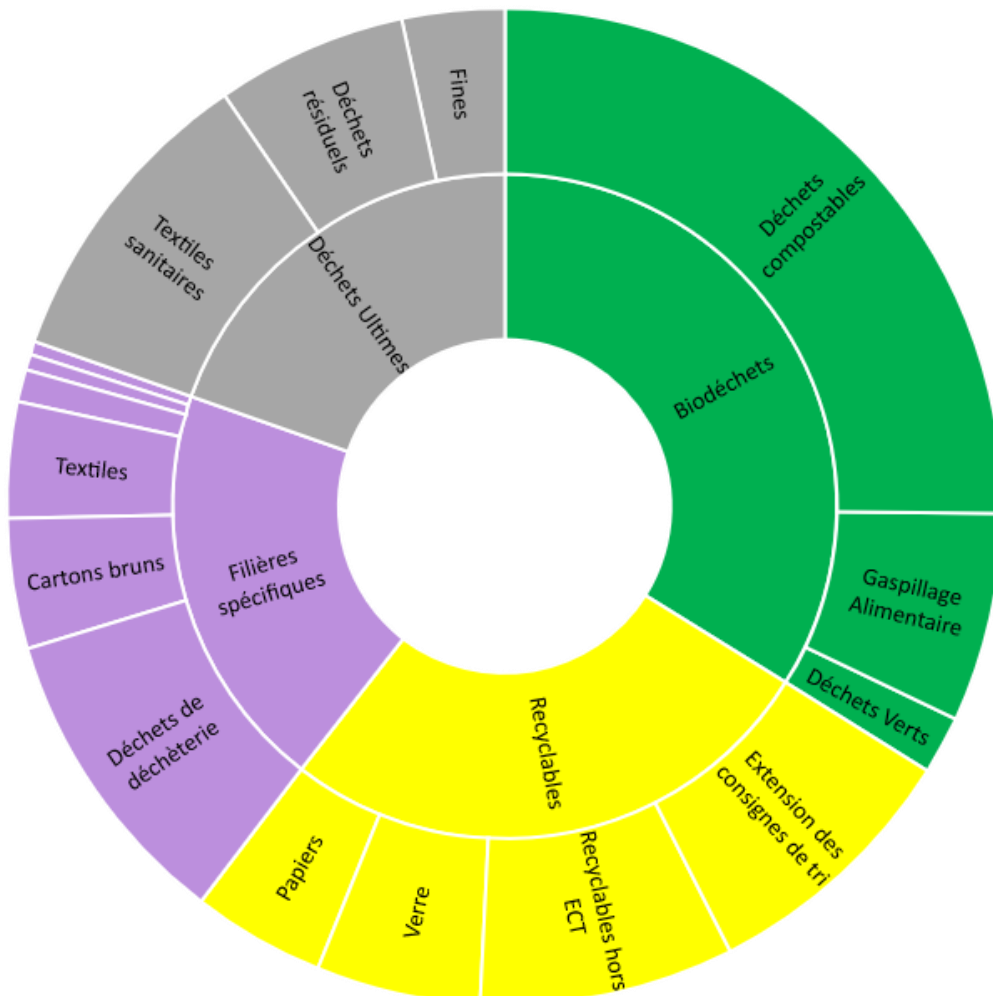 Fines
Déchets
résiduels
Déchets
compostables
Textiles
sanitaires
Déchets Ultimes
Biodéchets
Textiles
Cartons bruns
Filières
spécifiques
Gaspillage
Alimentaire
Déchets Verts
Déchets de
déchèterie
Recyclables
Extension des
consignes de tri
Papiers
Verre
Recyclables hors
ECT